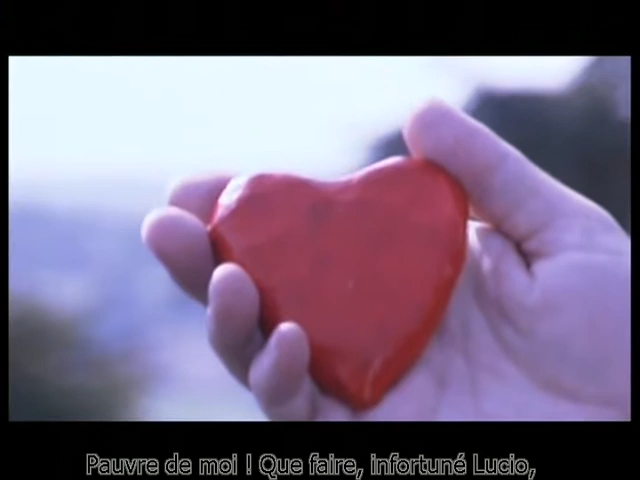 Pauvre de moi ! Que faire, infortuné Lucio,